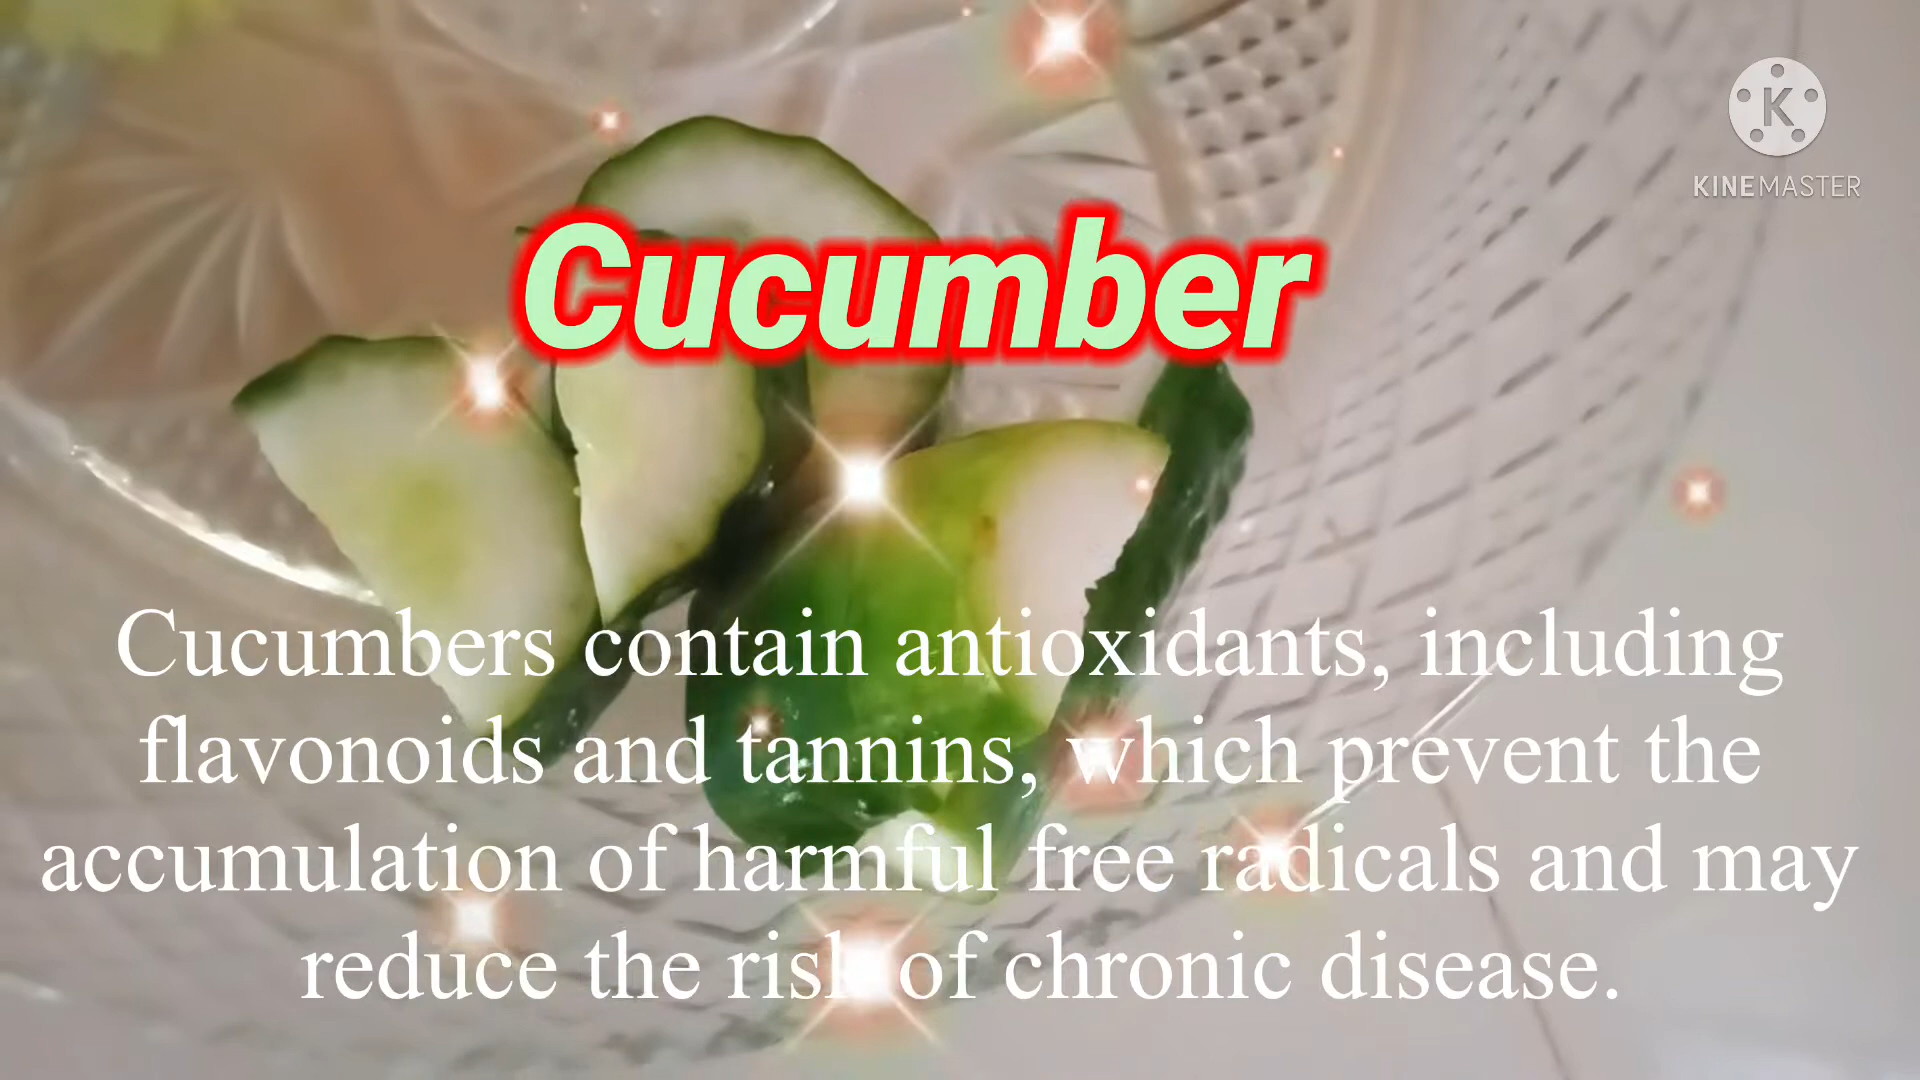 K
KINEMASTER
Cucumber
Cucumbers contain antioxidants, including
flavonoids and tannins, which prevent the
accumulation of harmful free radicals and may
reduce the risk of chronic disease.